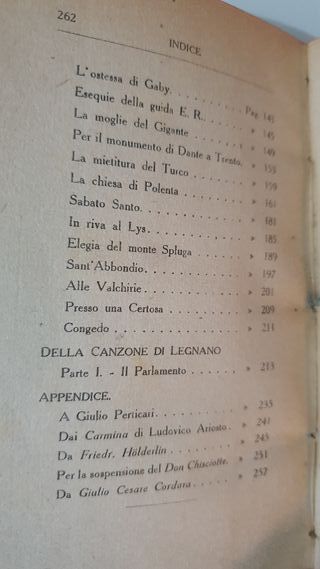 262
INDICE
L'ostessa di Gaby. . . . . . . . . . Pag. 141
Esequie della guida E. R.. . . . . . » 145
La moglie del Gigante . . . . . . . » 149
Per il monumento di Dante a Trento. » 153
La mietitura del Turco . . . . . . . » 159
La chiesa di Polenta . . . . . . . . » 161
Sabato Santo. . . . . . . . . . . . » 181
In riva al Lys. . . . . . . . . . . » 185
Elegia del monte Spluga . . . . . . » 189
Sant'Abbondio. . . . . . . . . . . . » 197
Alle Valchirie . . . . . . . . . . . » 201
Presso una Certosa . . . . . . . . . » 209
Congedo . . . . . . . . . . . . . . » 211
DELLA CANZONE DI LEGNANO
Parte I. - Il Parlamento . . . . . . » 213
APPENDICE.
A Giulio Perticari. . . . . . . . . » 235
Dai Carmina di Ludovico Ariosto. » 241
Da Friedr. Hölderlin . . . . . . . . » 245
Per la sospensione del Don Chisciotte. » 251
Da Giulio Cesare Cordara . . . . . . » 257